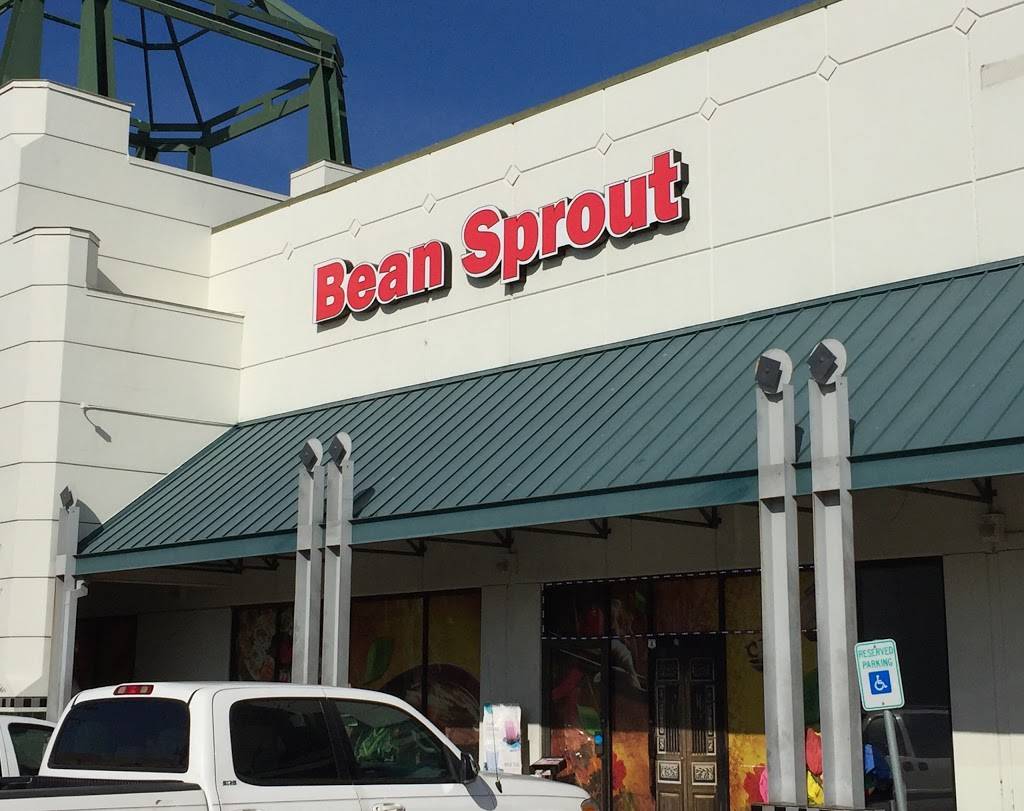 Bean Sprout
RESERVED
PARKING